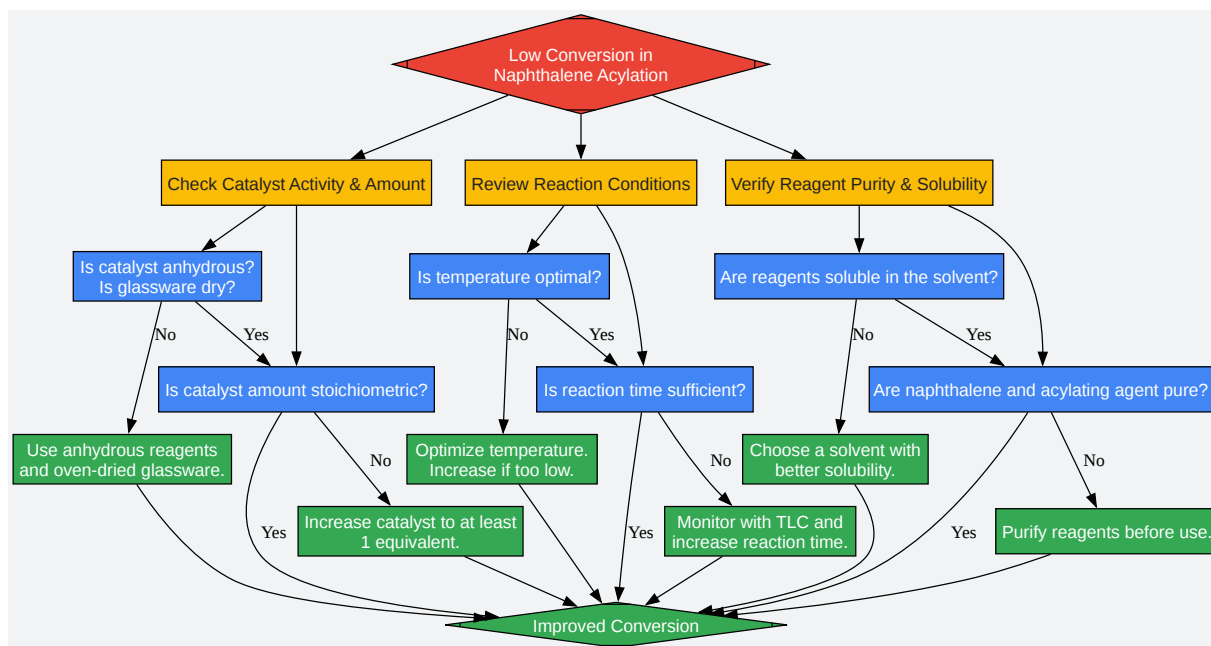 Low Conversion in
Naphthalene Acylation
Check Catalyst Activity & Amount
Review Reaction Conditions
Verify Reagent Purity & Solubility
Is catalyst anhydrous?
Is glassware dry?
Is temperature optimal?
Are reagents soluble in the solvent?
No
Yes
No
Yes
No
Yes
Is catalyst amount stoichiometric?
Is reaction time sufficient?
Are naphthalene and acylating agent pure?
Use anhydrous reagents
and oven-dried glassware.
Optimize temperature.
Increase if too low.
Choose a solvent with
better solubility.
No
No
No
Yes
Yes
Yes
Increase catalyst to at least
1 equivalent.
Monitor with TLC and
increase reaction time.
Purify reagents before use.
Improved Conversion